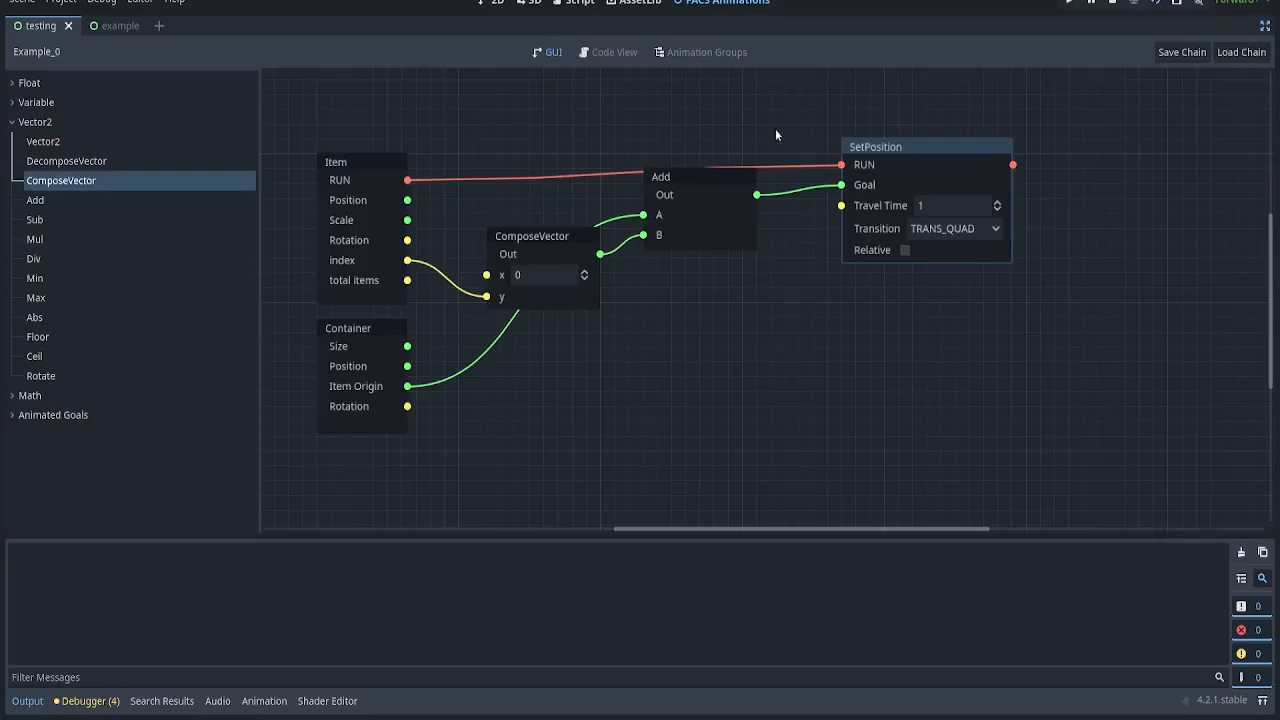 Scene Project Debug Editor Help 2D 3D Script AssetLib FACS Animations Forward+
testing example
Example_0 GUI Code View Animation Groups Save Chain Load Chain
Float
Variable
Vector2
Vector2
DecomposeVector
ComposeVector
Add
Sub
Mul
Div
Min
Max
Abs
Floor
Ceil
Rotate
Math
Animated Goals
Item
RUN
Position
Scale
Rotation
index
total items
Container
Size
Position
Item Origin
Rotation
ComposeVector
Out
x 0
y
Add
Out
A
B
SetPosition
RUN
Goal
Travel Time 1
Transition TRANS_QUAD
Relative
0
0
0
0
Filter Messages
Output Debugger (4) Search Results Audio Animation Shader Editor 4.2.1.stable